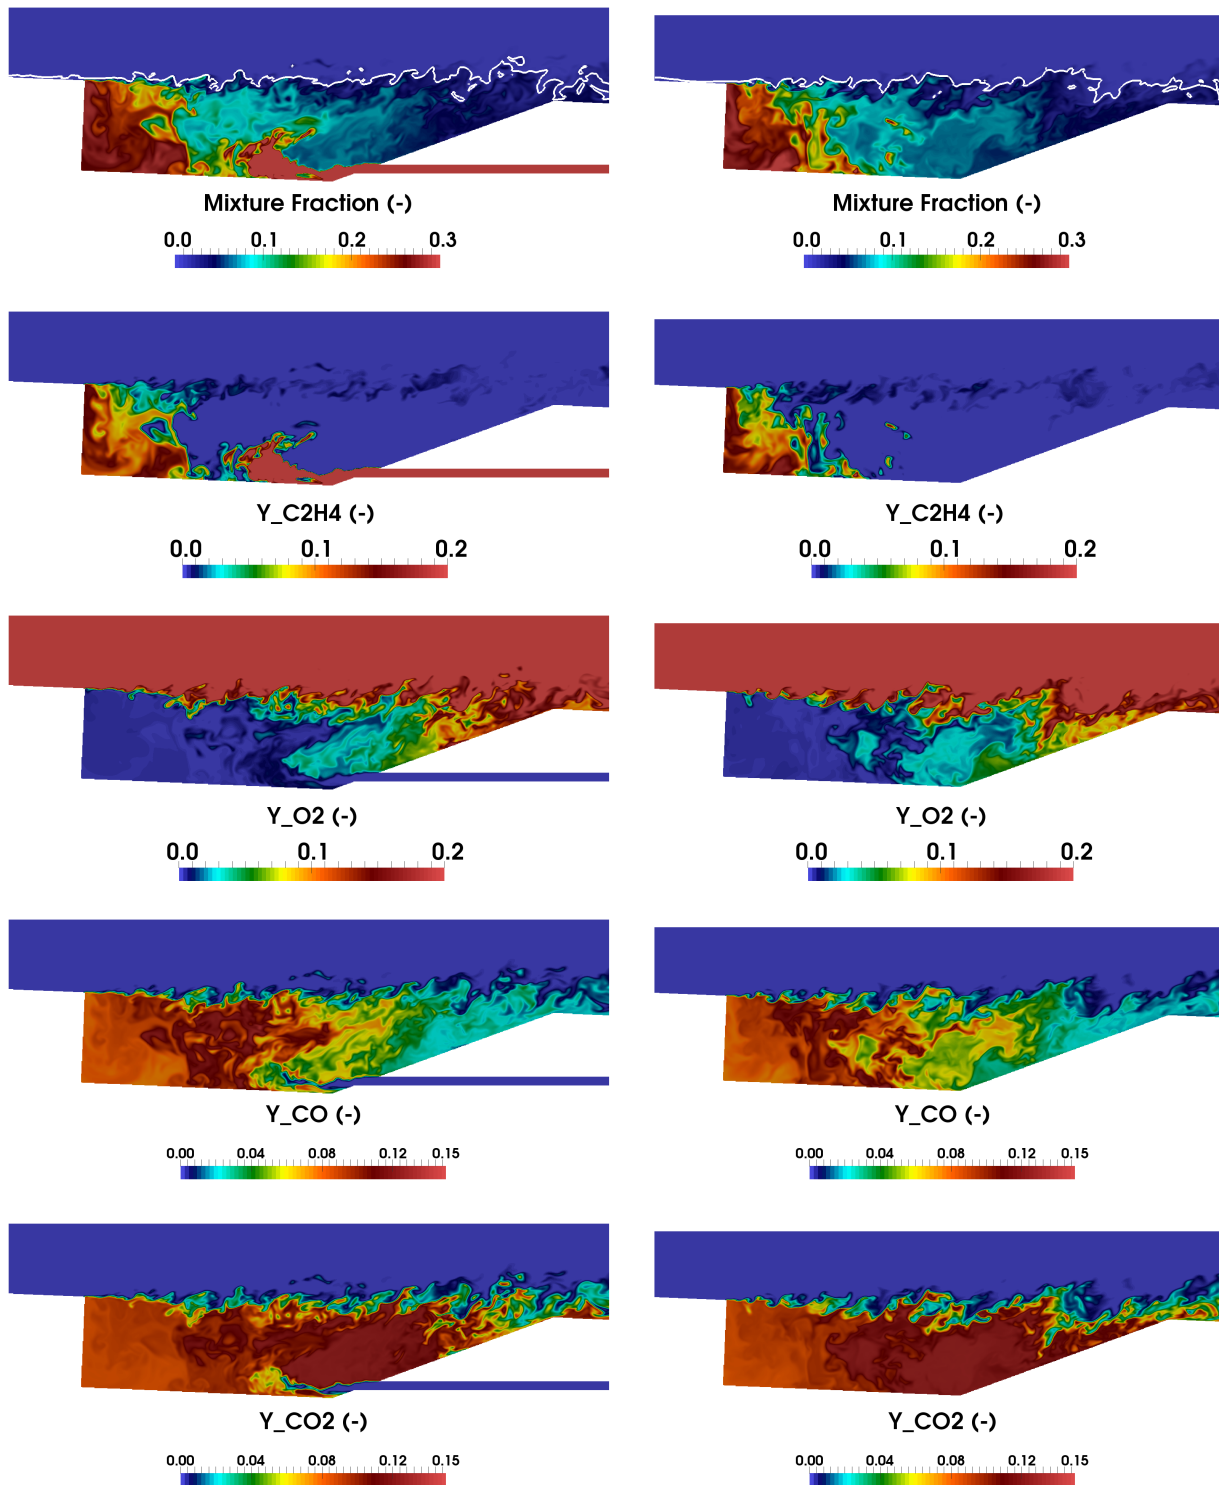 Mixture Fraction (-)
0.0 0.1 0.2 0.3
Mixture Fraction (-)
0.0 0.1 0.2 0.3
Y_C2H4 (-)
0.0 0.1 0.2
Y_C2H4 (-)
0.0 0.1 0.2
Y_O2 (-)
0.0 0.1 0.2
Y_O2 (-)
0.0 0.1 0.2
Y_CO (-)
0.00 0.04 0.08 0.12 0.15
Y_CO (-)
0.00 0.04 0.08 0.12 0.15
Y_CO2 (-)
0.00 0.04 0.08 0.12 0.15
Y_CO2 (-)
0.00 0.04 0.08 0.12 0.15